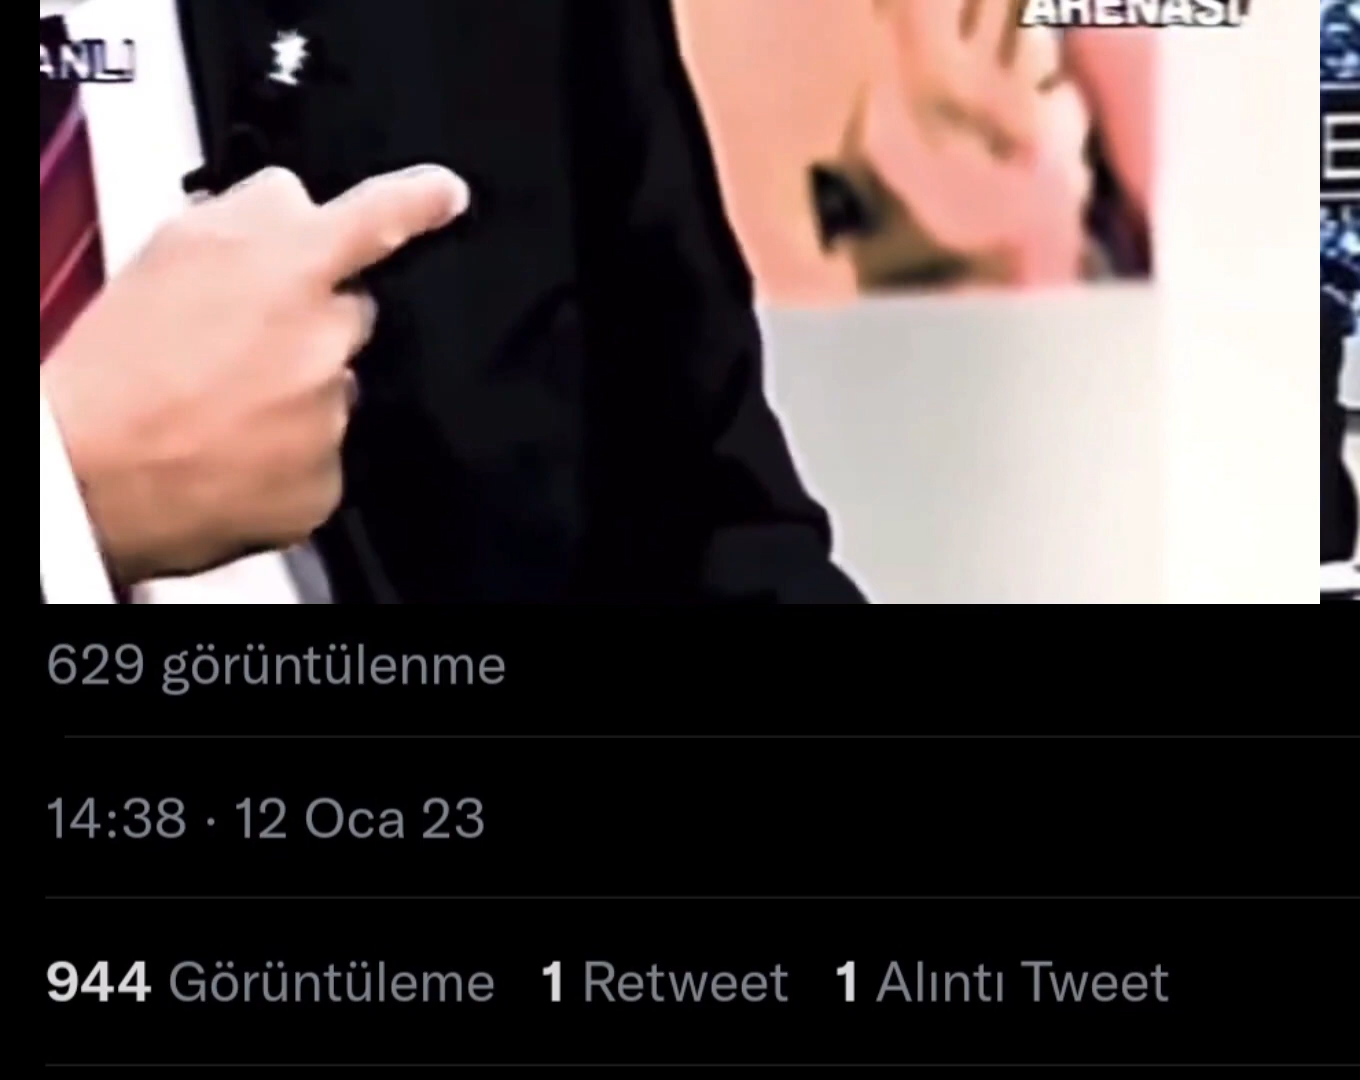 ARENASI
ANLI
E
629 görüntülenme
14:38 · 12 Oca 23
944 Görüntüleme 1 Retweet 1 Alıntı Tweet